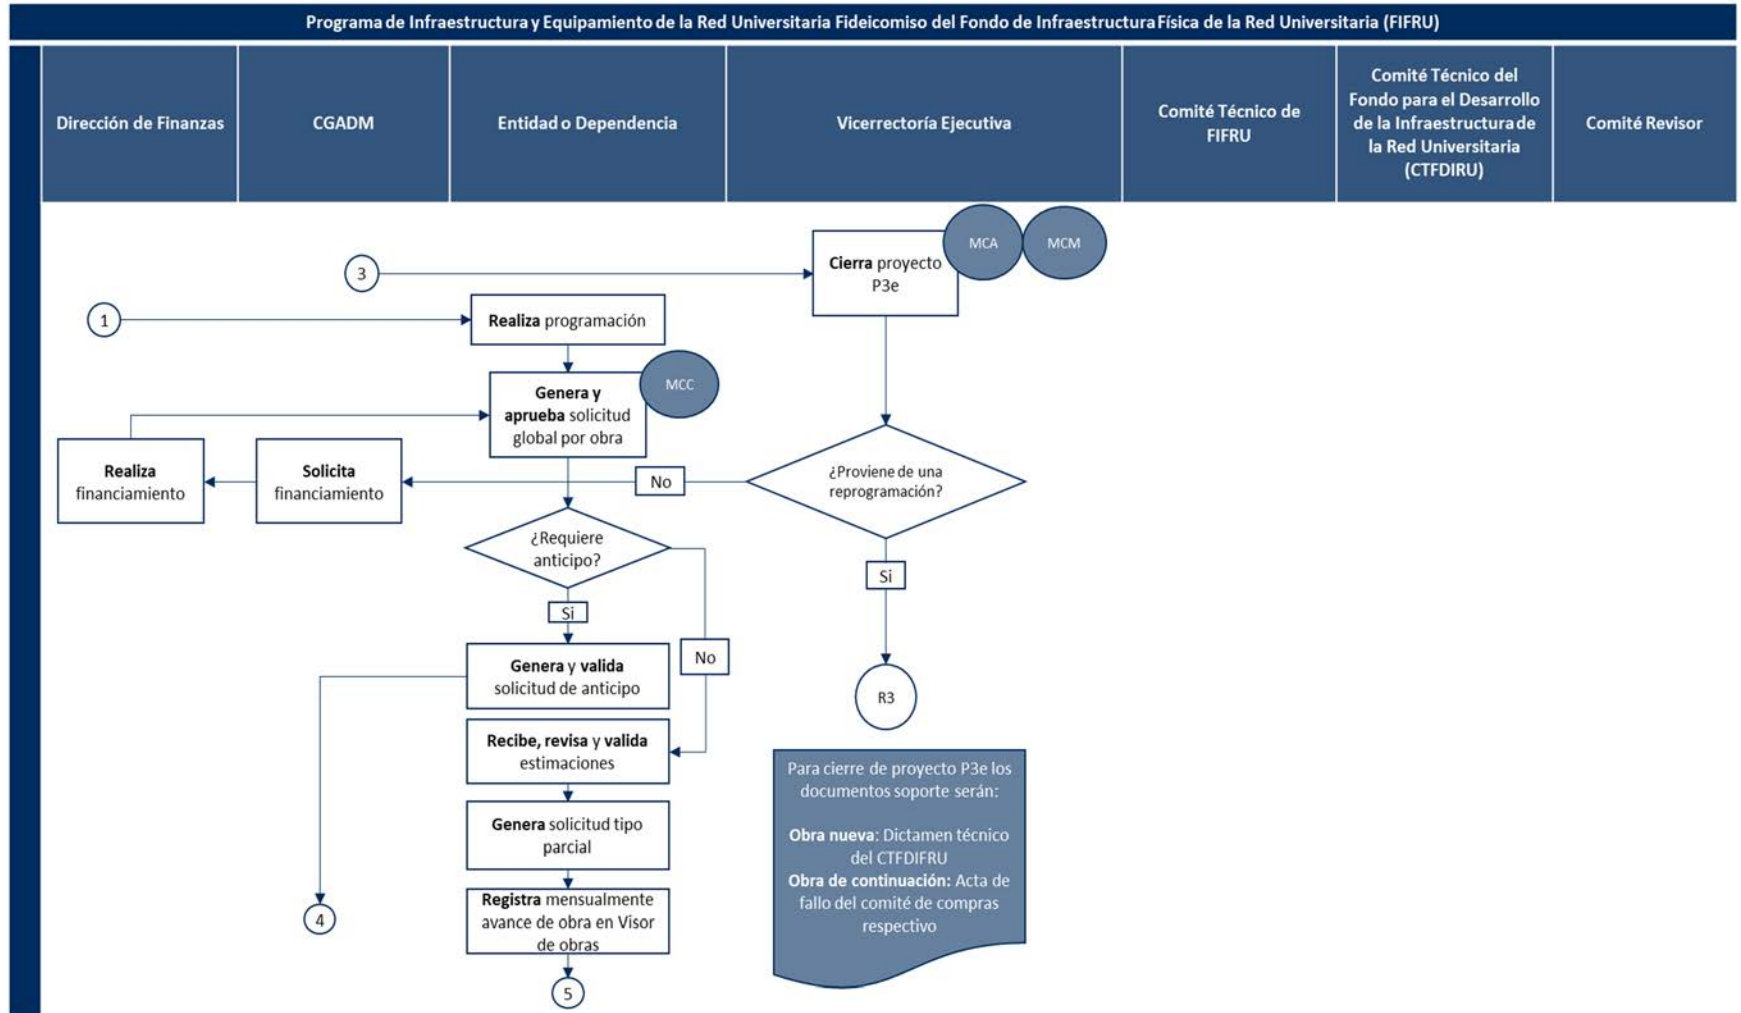 Programa de Infraestructura y Equipamiento de la Red Universitaria Fideicomiso del Fondo de Infraestructura Física de la Red Universitaria (FIFRU)
Dirección de Finanzas
CGADM
Entidad o Dependencia
Vicerrectoría Ejecutiva
Comité Técnico de
FIFRU
Comité Técnico del
Fondo para el Desarrollo
de la Infraestructura de
la Red Universitaria
(CTFDIRU)
Comité Revisor
MCA
MCM
Cierra proyecto
P3e
3
1
Realiza programación
MCC
Genera y
aprueba solicitud
global por obra
Realiza
financiamiento
Solicita
financiamiento
No
¿Proviene de una
reprogramación?
¿Requiere
anticipo?
Si
Si
No
Genera y valida
solicitud de anticipo
R3
Recibe, revisa y valida
estimaciones
Genera solicitud tipo
parcial
Registra mensualmente
avance de obra en Visor
de obras
4
5
Para cierre de proyecto P3e los
documentos soporte serán:
Obra nueva: Dictamen técnico
del CTFDIFRU
Obra de continuación: Acta de
fallo del comité de compras
respectivo